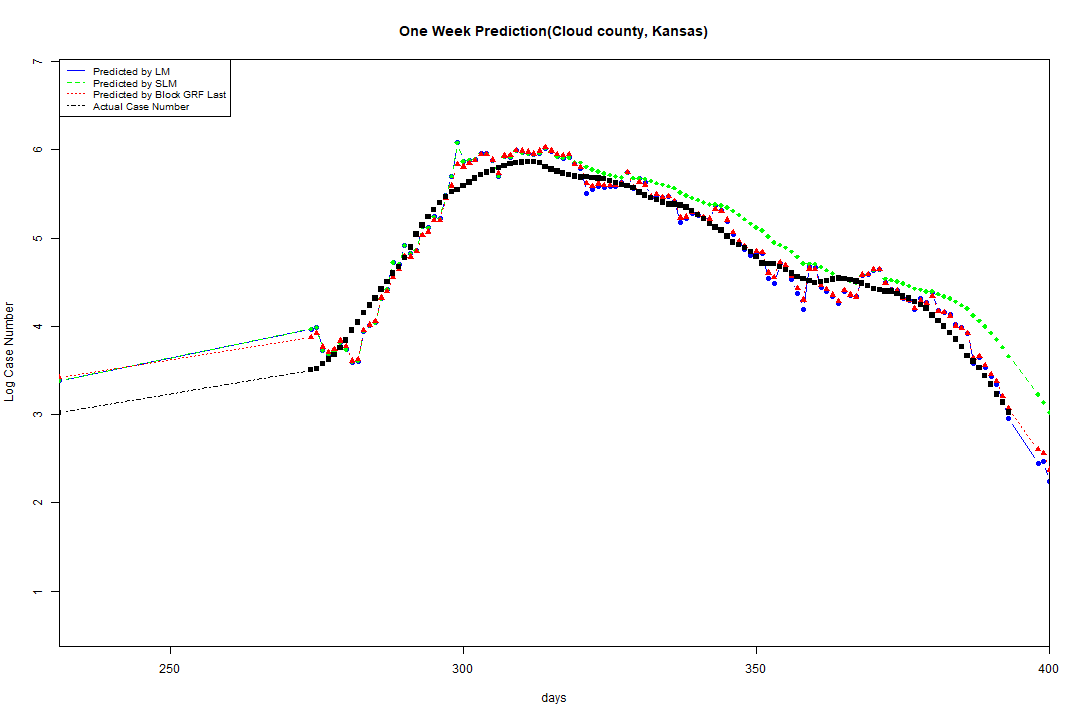 One Week Prediction(Cloud county, Kansas)
Predicted by LM
Predicted by SLM
Predicted by Block GRF Last
Actual Case Number
7
6
5
4
3
2
1
Log Case Number
250 300 350 400
days